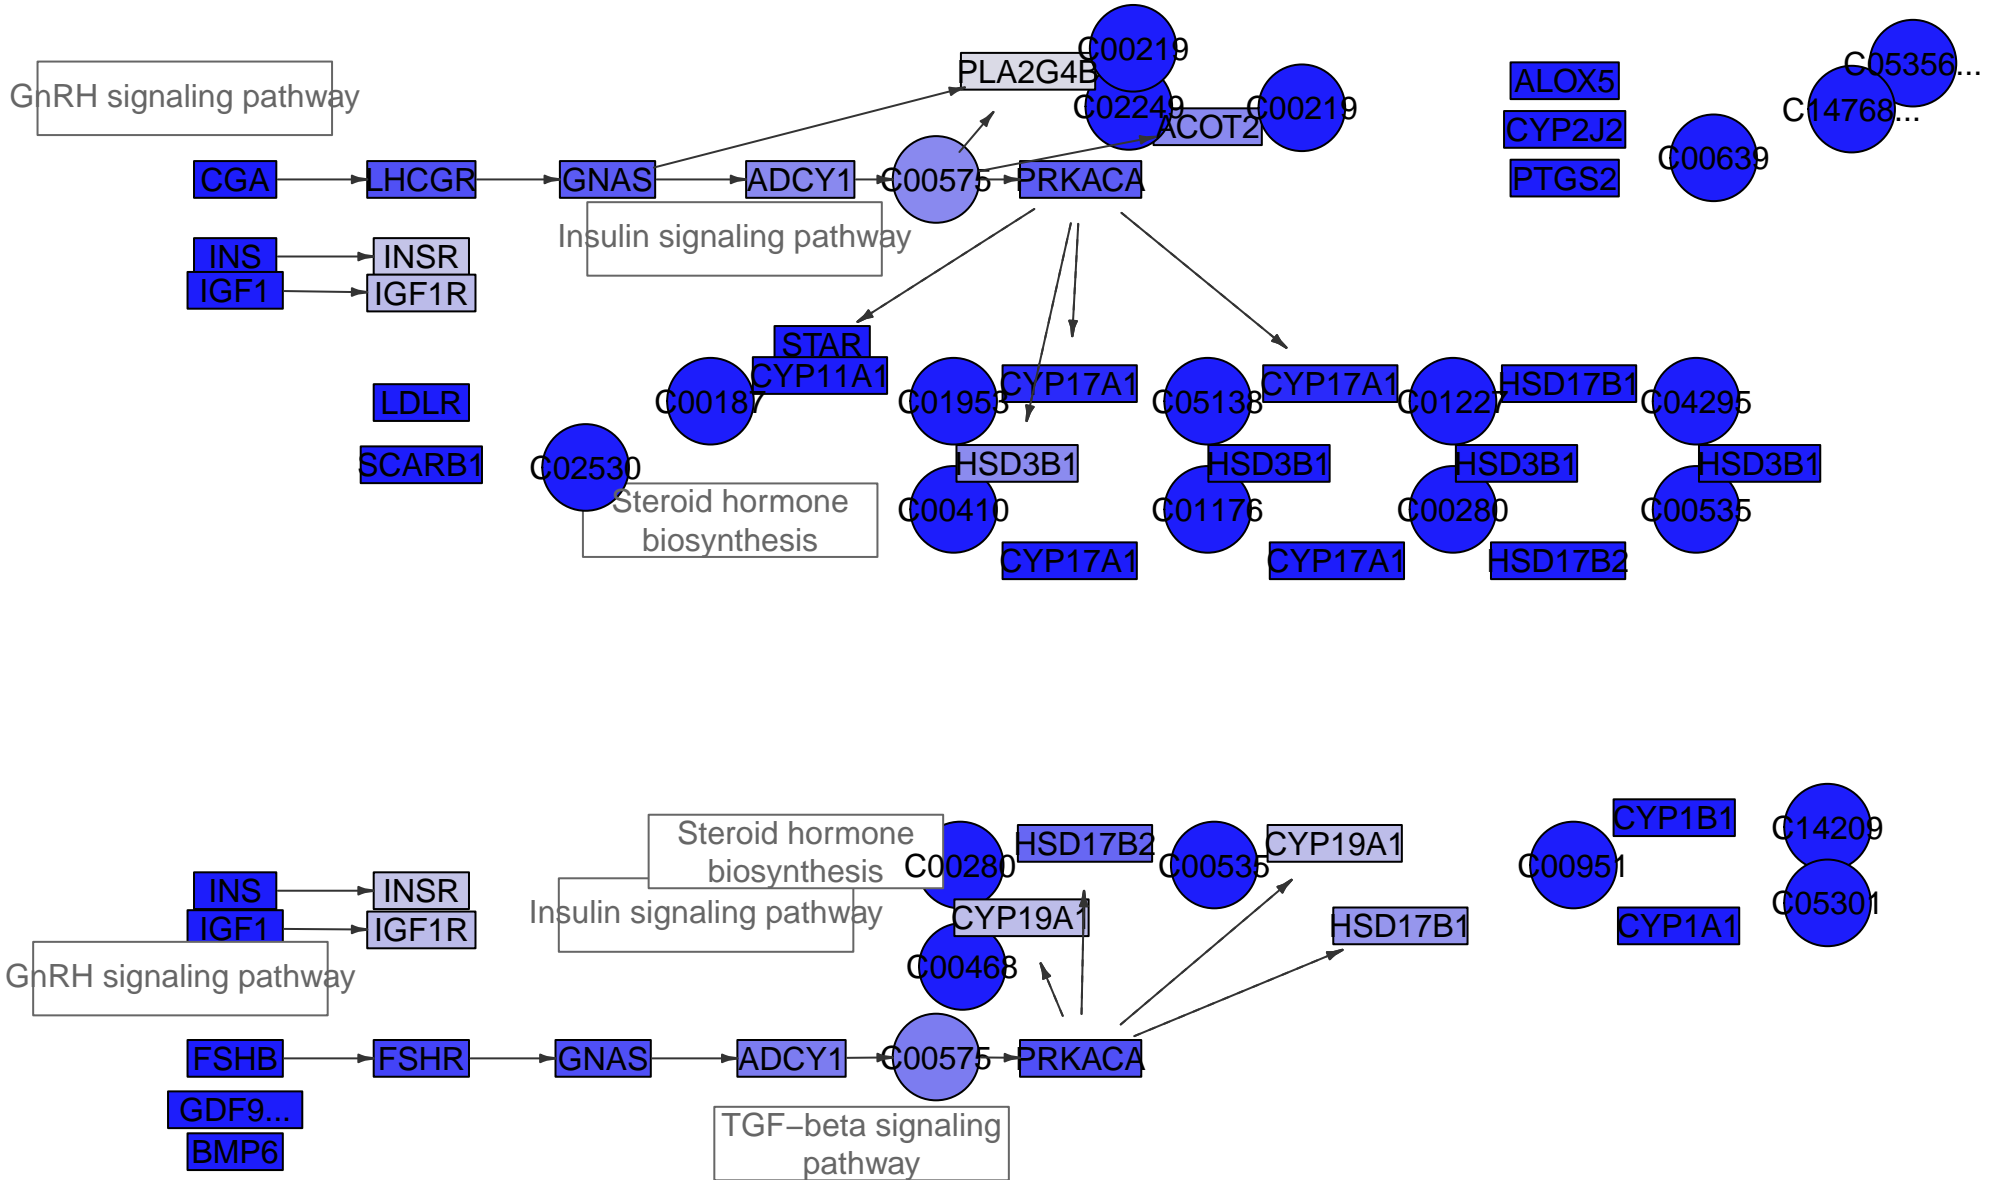 C00219
C05356...
PLA2G4B
ALOX5
GnRH signaling pathway
C02249
C00219
C14768...
ACOT2
CYP2J2
C00639
CGA
LHCGR
GNAS
ADCY1
C00575
PRKACA
PTGS2
Insulin signaling pathway
INS
INSR
IGF1
IGF1R
STAR
CYP11A1
CYP17A1
CYP17A1
HSD17B1
LDLR
C00187
C01953
C05138
C01227
C04295
SCARB1
C02530
HSD3B1
HSD3B1
HSD3B1
HSD3B1
Steroid hormone
biosynthesis
C00410
C01176
C00280
C00535
CYP17A1
CYP17A1
HSD17B2
Steroid hormone
biosynthesis
C00280
HSD17B2
C00535
CYP19A1
C00951
CYP1B1
C14209
INS
INSR
Insulin signaling pathway
CYP19A1
HSD17B1
CYP1A1
C05301
IGF1
IGF1R
GnRH signaling pathway
C00468
FSHB
FSHR
GNAS
ADCY1
C00575
PRKACA
GDF9...
BMP6
TGF−beta signaling
pathway